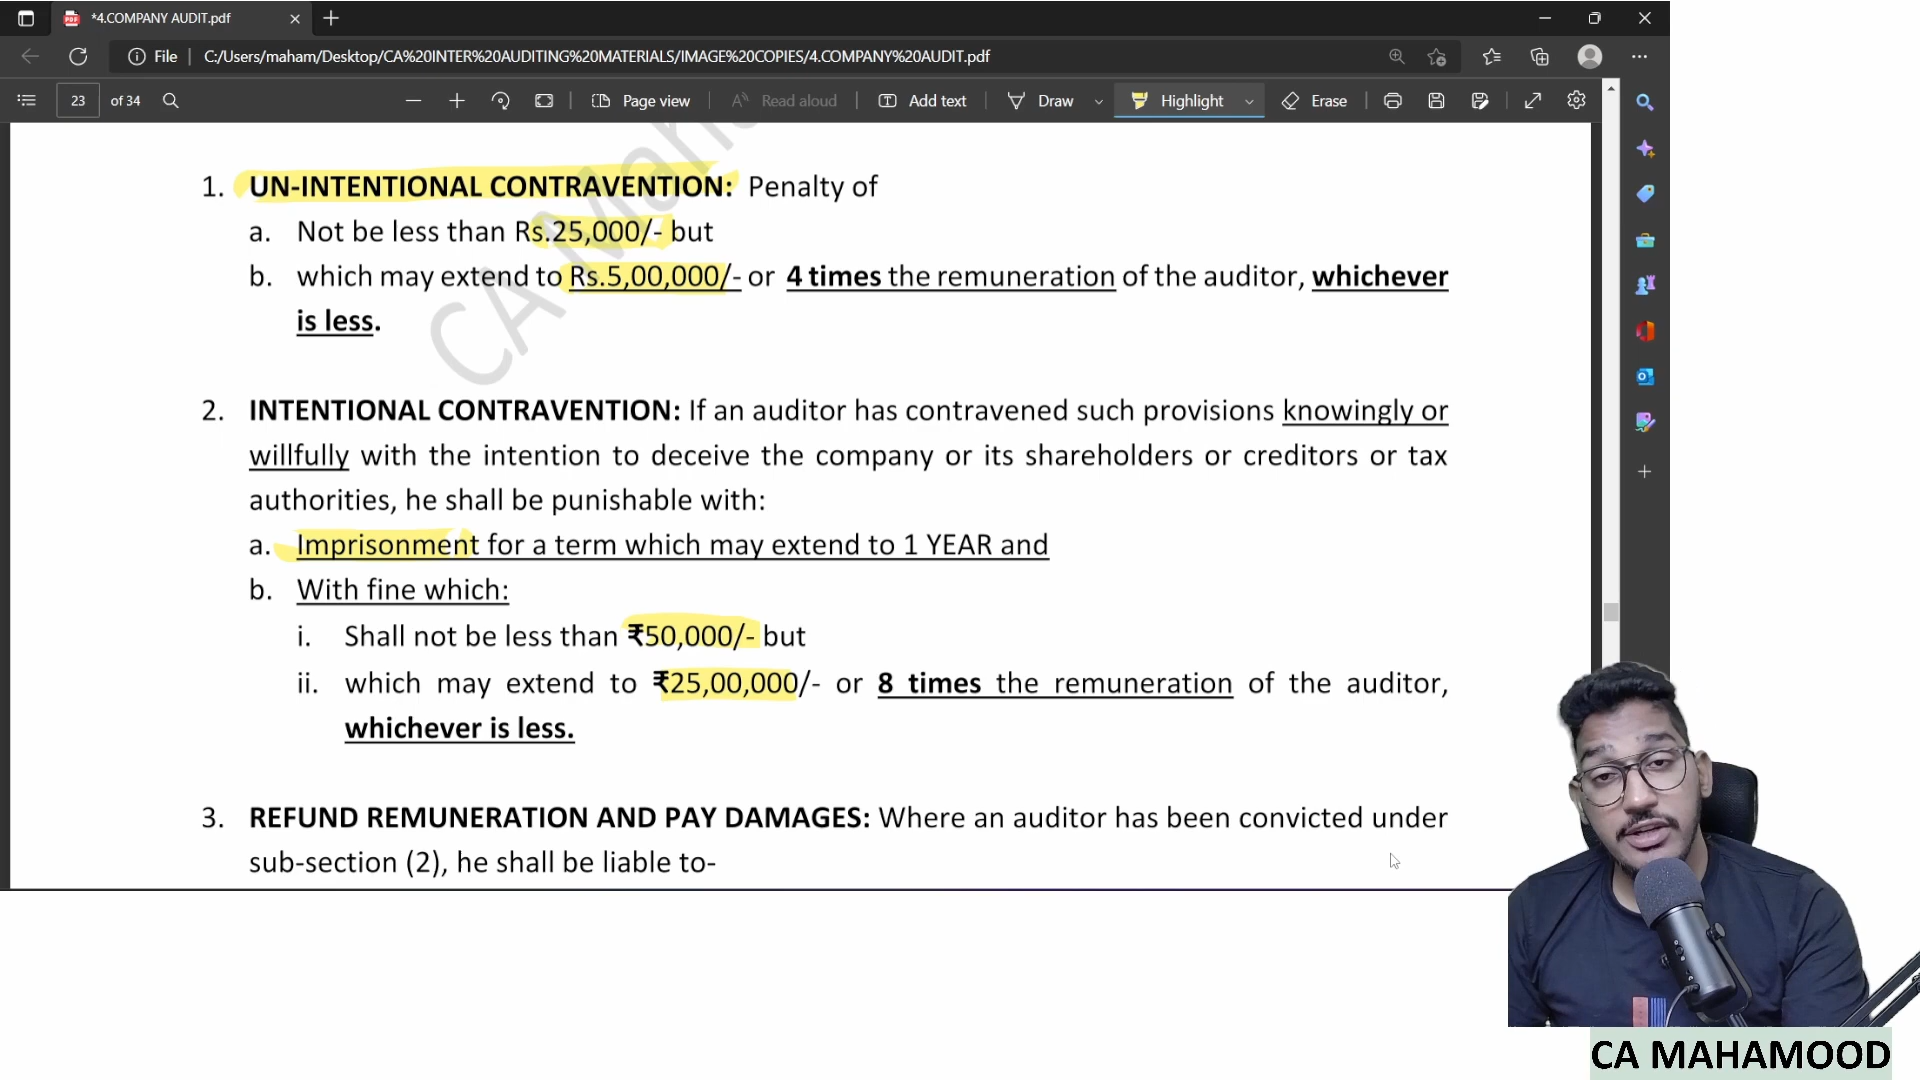 *4.COMPANY AUDIT.pdf
File
C:/Users/maham/Desktop/CA%20INTER%20AUDITING%20MATERIALS/IMAGE%20COPIES/4.COMPANY%20AUDIT.pdf
23 of 34
Page view
Read aloud
Add text
Draw
Highlight
Erase
1. UN-INTENTIONAL CONTRAVENTION: Penalty of
a. Not be less than Rs.25,000/- but
b. which may extend to Rs.5,00,000/- or 4 times the remuneration of the auditor, whichever
is less.
2. INTENTIONAL CONTRAVENTION: If an auditor has contravened such provisions knowingly or
willfully with the intention to deceive the company or its shareholders or creditors or tax
authorities, he shall be punishable with:
a. Imprisonment for a term which may extend to 1 YEAR and
b. With fine which:
i. Shall not be less than ₹50,000/- but
ii. which may extend to ₹25,00,000/- or 8 times the remuneration of the auditor,
whichever is less.
3. REFUND REMUNERATION AND PAY DAMAGES: Where an auditor has been convicted under
sub-section (2), he shall be liable to-
CA MAHAMOOD